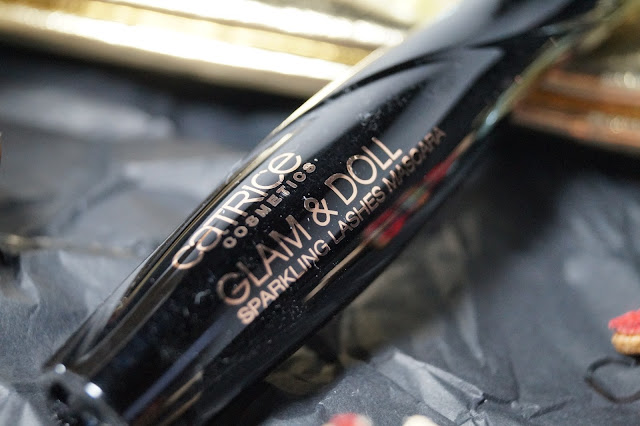 CATRICE
COSMETICS
GLAM & DOLL
SPARKLING LASHES MASCARA